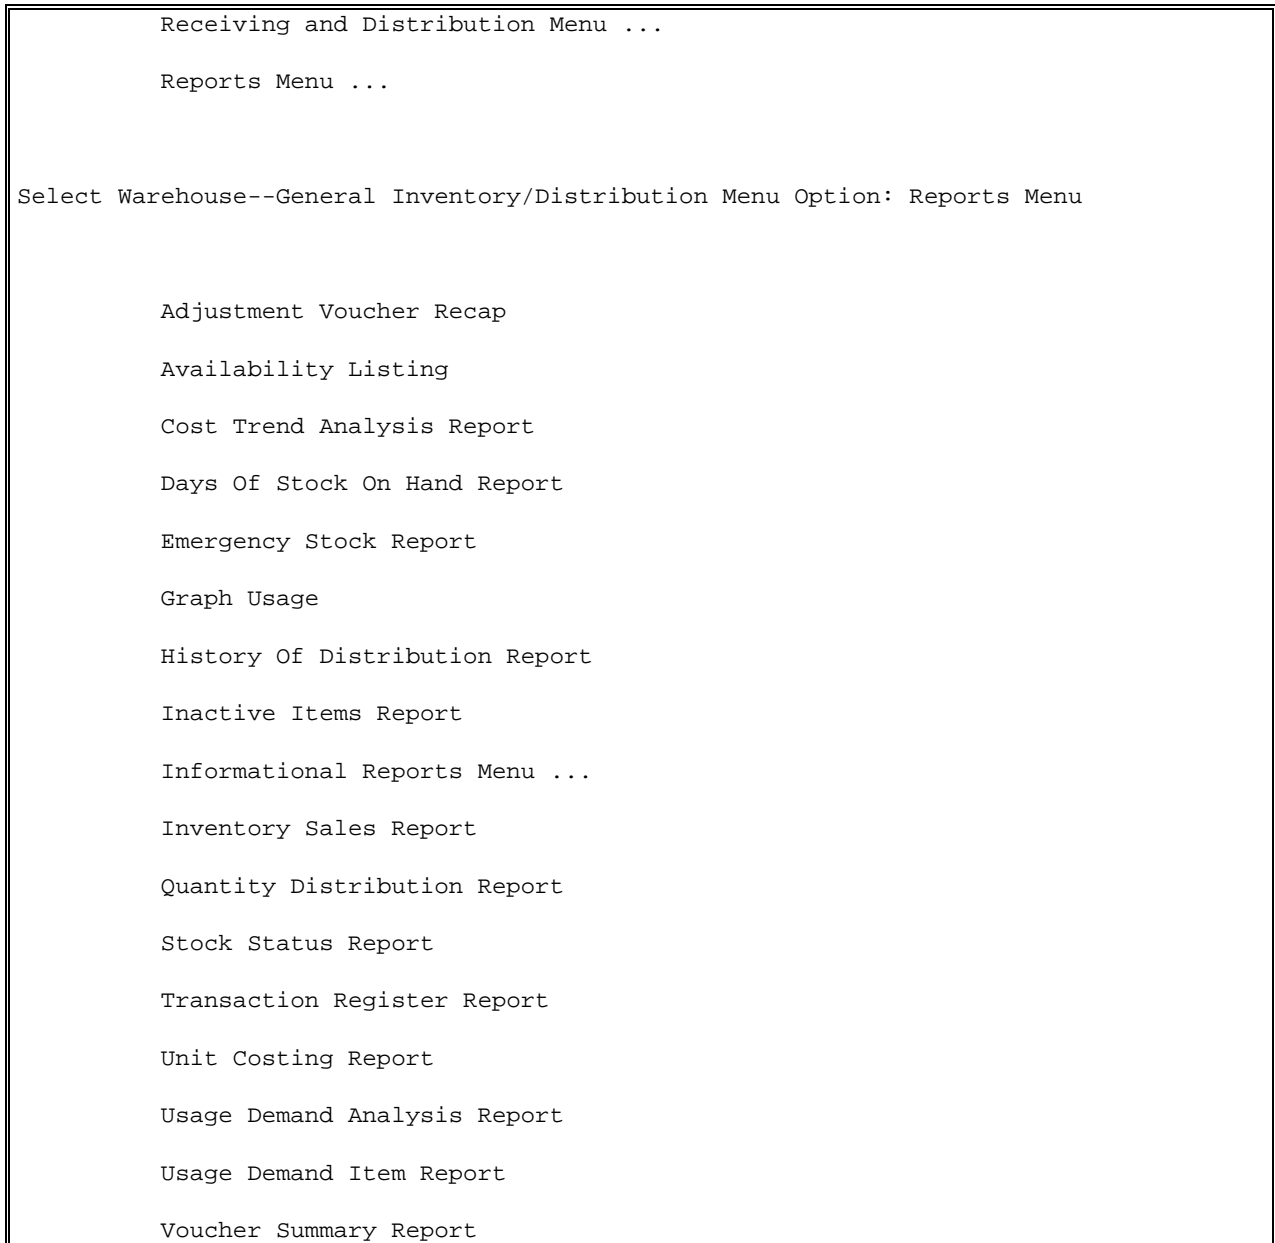 Receiving and Distribution Menu ...
Reports Menu ...
Select Warehouse--General Inventory/Distribution Menu Option: Reports Menu
Adjustment Voucher Recap
Availability Listing
Cost Trend Analysis Report
Days Of Stock On Hand Report
Emergency Stock Report
Graph Usage
History Of Distribution Report
Inactive Items Report
Informational Reports Menu ...
Inventory Sales Report
Quantity Distribution Report
Stock Status Report
Transaction Register Report
Unit Costing Report
Usage Demand Analysis Report
Usage Demand Item Report
Voucher Summary Report